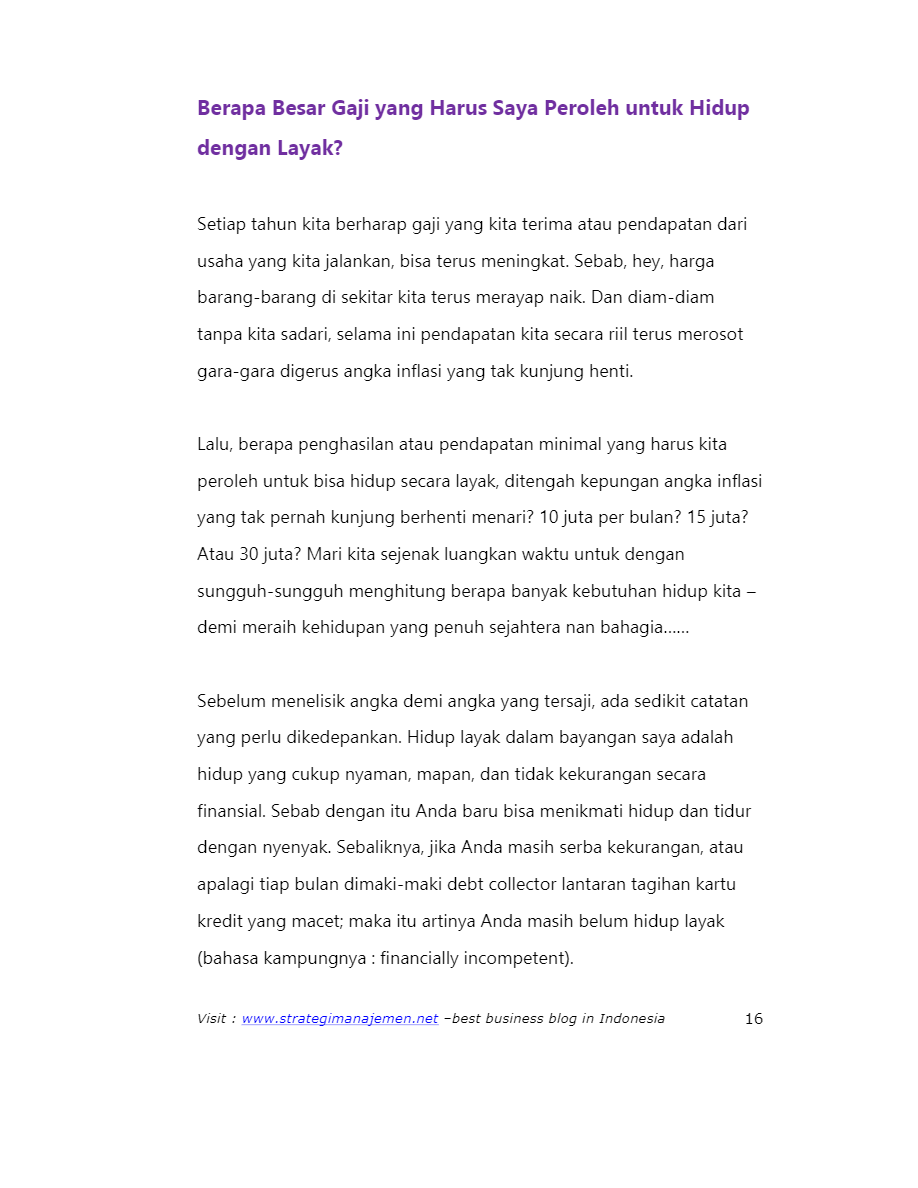 Berapa Besar Gaji yang Harus Saya Peroleh untuk Hidup
dengan Layak?
Setiap tahun kita berharap gaji yang kita terima atau pendapatan dari
usaha yang kita jalankan, bisa terus meningkat. Sebab, hey, harga
barang-barang di sekitar kita terus merayap naik. Dan diam-diam
tanpa kita sadari, selama ini pendapatan kita secara riil terus merosot
gara-gara digerus angka inflasi yang tak kunjung henti.
Lalu, berapa penghasilan atau pendapatan minimal yang harus kita
peroleh untuk bisa hidup secara layak, ditengah kepungan angka inflasi
yang tak pernah kunjung berhenti menari? 10 juta per bulan? 15 juta?
Atau 30 juta? Mari kita sejenak luangkan waktu untuk dengan
sungguh-sungguh menghitung berapa banyak kebutuhan hidup kita –
demi meraih kehidupan yang penuh sejahtera nan bahagia……
Sebelum menelisik angka demi angka yang tersaji, ada sedikit catatan
yang perlu dikedepankan. Hidup layak dalam bayangan saya adalah
hidup yang cukup nyaman, mapan, dan tidak kekurangan secara
finansial. Sebab dengan itu Anda baru bisa menikmati hidup dan tidur
dengan nyenyak. Sebaliknya, jika Anda masih serba kekurangan, atau
apalagi tiap bulan dimaki-maki debt collector lantaran tagihan kartu
kredit yang macet; maka itu artinya Anda masih belum hidup layak
(bahasa kampungnya : financially incompetent).
Visit : www.strategimanajemen.net –best business blog in Indonesia 16